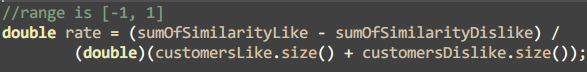 //range is [-1, 1]
double rate = (sumOfSimilarityLike - sumOfSimilarityDislike) /
(double)(customersLike.size() + customersDislike.size());